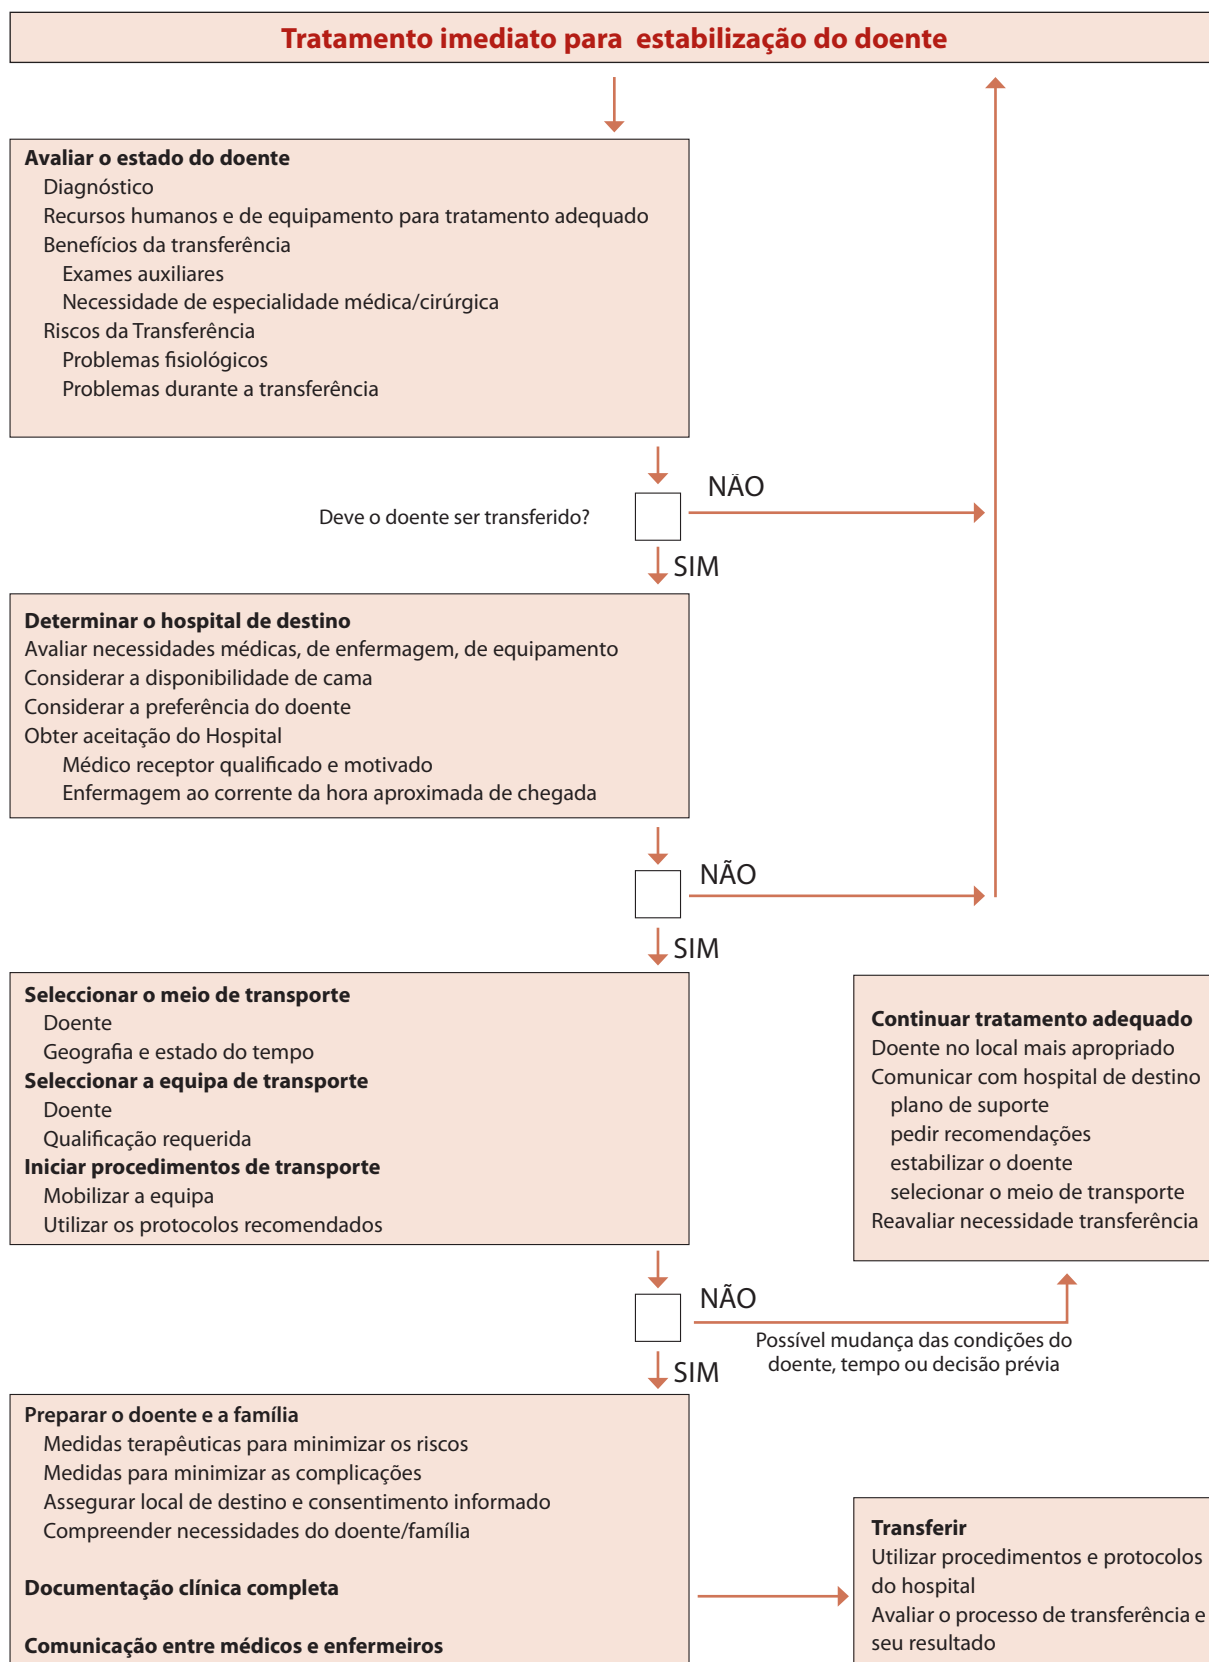 Tratamento imediato para estabilização do doente
Avaliar o estado do doente
Diagnóstico
Recursos humanos e de equipamento para tratamento adequado
Benefícios da transferência
Exames auxiliares
Necessidade de especialidade médica/cirúrgica
Riscos da Transferência
Problemas fisiológicos
Problemas durante a transferência
NÃO
Deve o doente ser transferido?
SIM
Determinar o hospital de destino
Avaliar necessidades médicas, de enfermagem, de equipamento
Considerar a disponibilidade de cama
Considerar a preferência do doente
Obter aceitação do Hospital
Médico receptor qualificado e motivado
Enfermagem ao corrente da hora aproximada de chegada
NÃO
SIM
Seleccionar o meio de transporte
Doente
Geografia e estado do tempo
Seleccionar a equipa de transporte
Doente
Qualificação requerida
Iniciar procedimentos de transporte
Mobilizar a equipa
Utilizar os protocolos recomendados
Continuar tratamento adequado
Doente no local mais apropriado
Comunicar com hospital de destino
plano de suporte
pedir recomendações
estabilizar o doente
selecionar o meio de transporte
Reavaliar necessidade transferência
NÃO
Possível mudança das condições do
doente, tempo ou decisão prévia
SIM
Preparar o doente e a família
Medidas terapêuticas para minimizar os riscos
Medidas para minimizar as complicações
Assegurar local de destino e consentimento informado
Compreender necessidades do doente/família
Documentação clínica completa
Comunicação entre médicos e enfermeiros
Transferir
Utilizar procedimentos e protocolos
do hospital
Avaliar o processo de transferência e
seu resultado